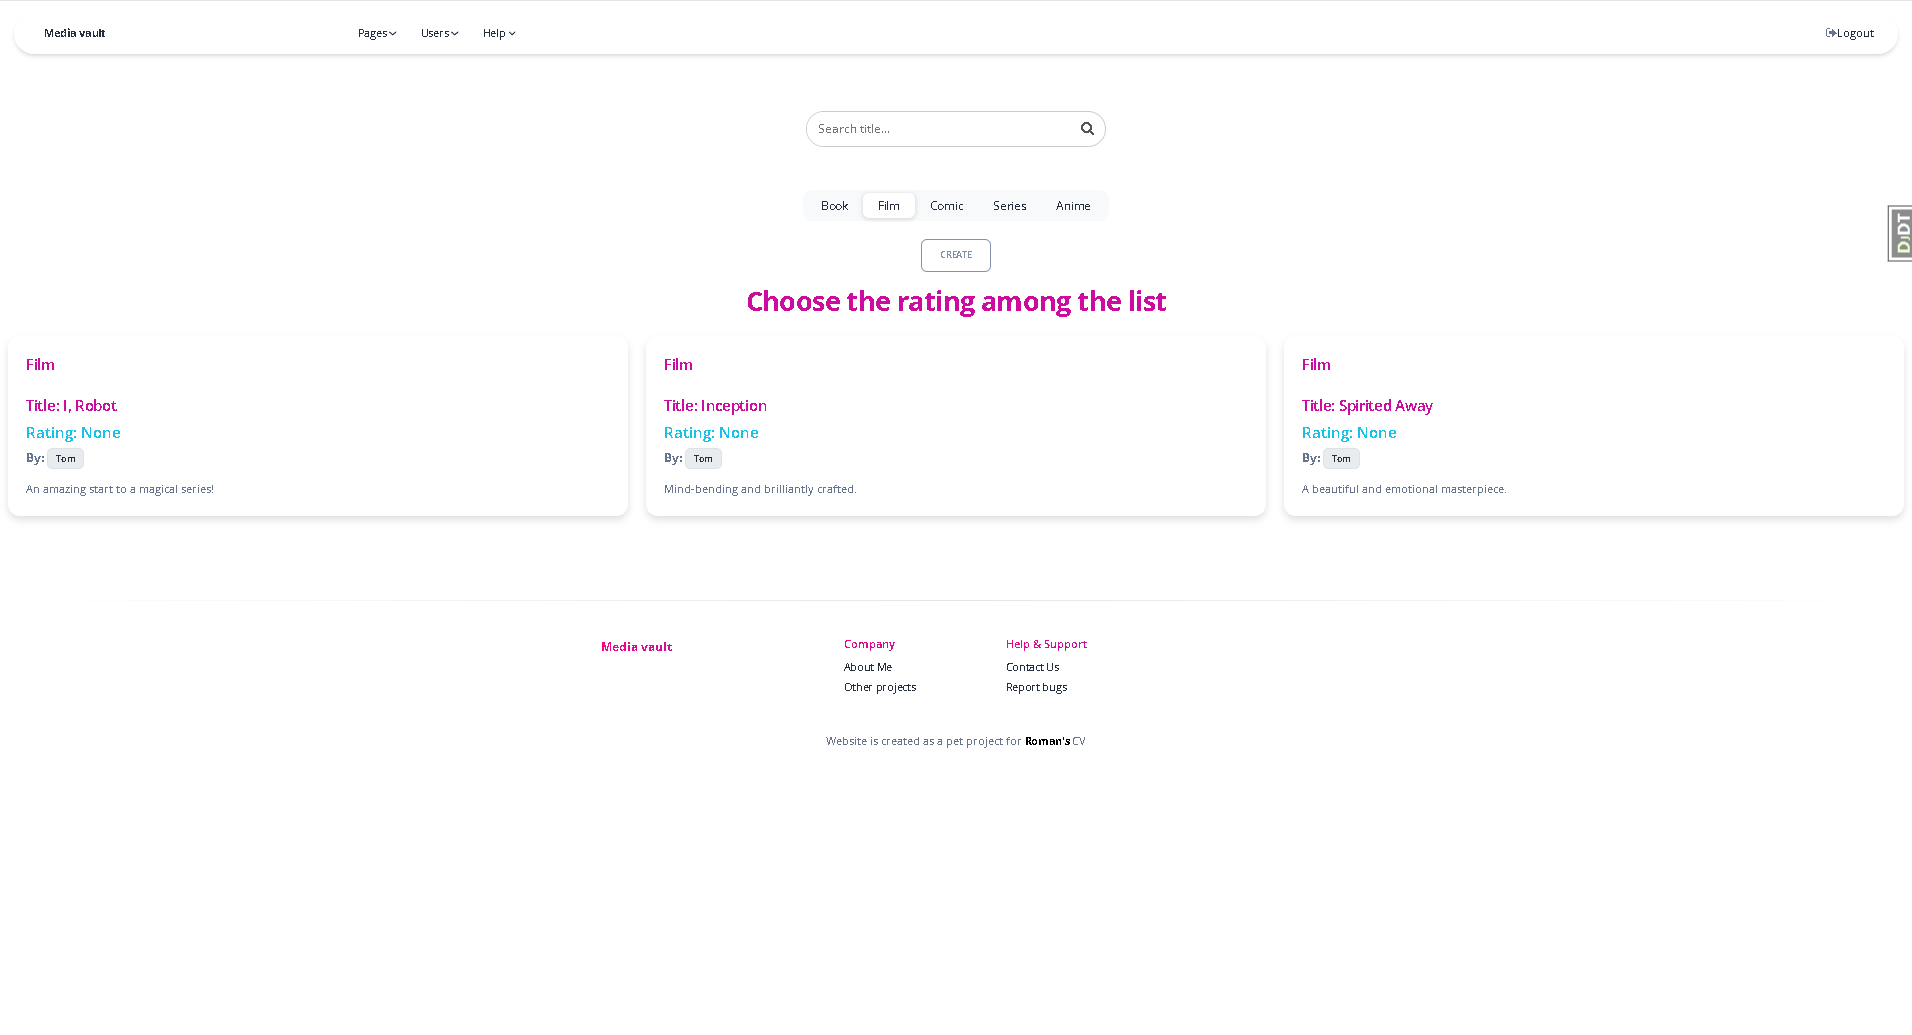 Media vault
Pages
Users
Help
Logout
Search title...
Book
Film
Comic
Series
Anime
DjDT
CREATE
Choose the rating among the list
Film
Title: I, Robot
Rating: None
By: Tom
An amazing start to a magical series!
Film
Title: Inception
Rating: None
By: Tom
Mind-bending and brilliantly crafted.
Film
Title: Spirited Away
Rating: None
By: Tom
A beautiful and emotional masterpiece.
Media vault
Company
About Me
Other projects
Help & Support
Contact Us
Report bugs
Website is created as a pet project for Roman's CV